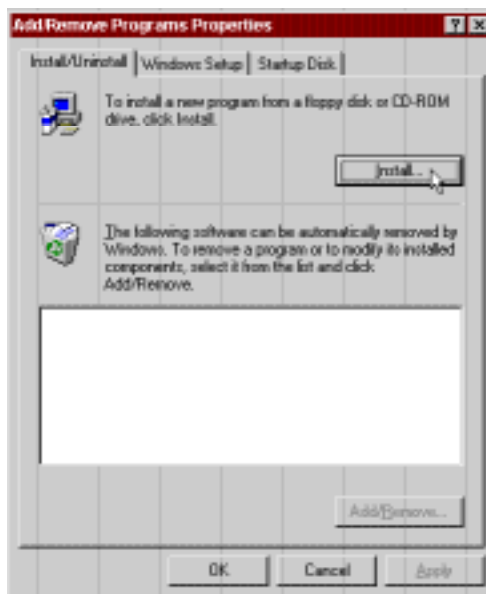 Add/Remove Programs Properties
Install/Uninstall Windows Setup Startup Disk
To install a new program from a floppy disk or CD-ROM
drive, click Install.
Install...
The following software can be automatically removed by
Windows. To remove a program or to modify its installed
components, select it from the list and click
Add/Remove.
Add/Remove...
OK Cancel Apply